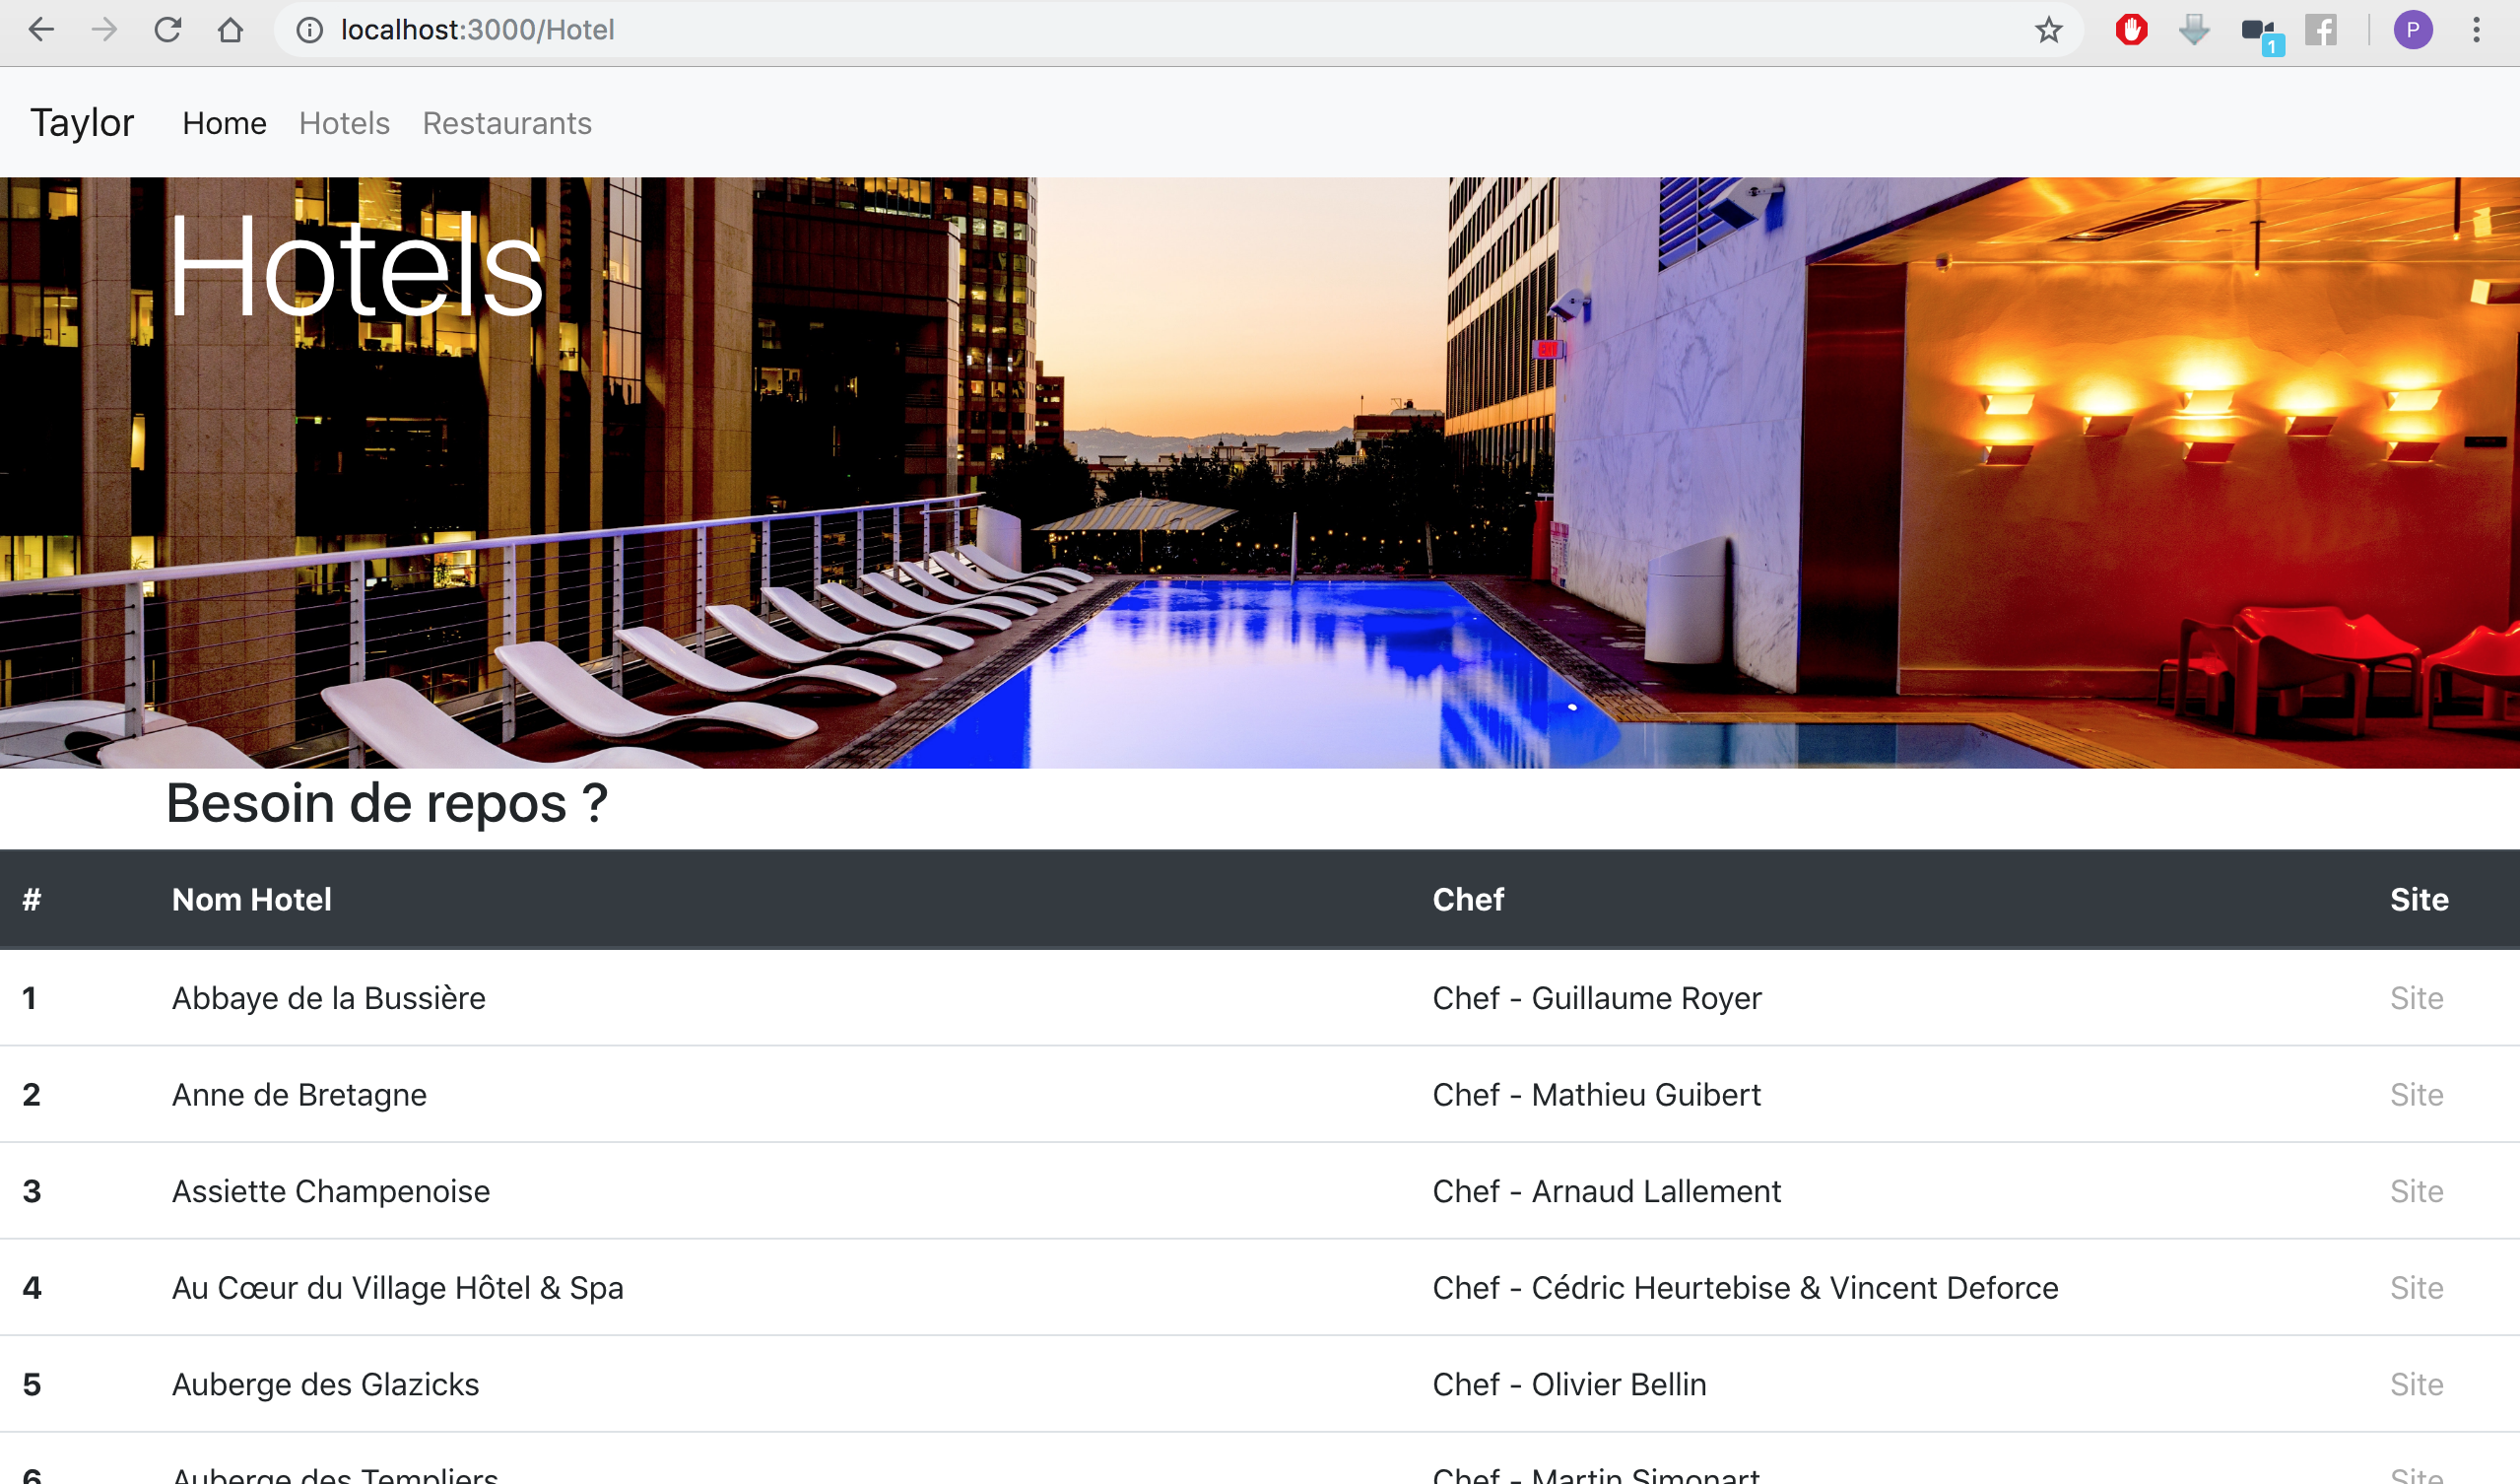 localhost:3000/Hotel
1
P
Taylor Home Hotels Restaurants
Hotels
EXIT
Besoin de repos ?
# Nom Hotel Chef Site
1 Abbaye de la Bussière Chef - Guillaume Royer Site
2 Anne de Bretagne Chef - Mathieu Guibert Site
3 Assiette Champenoise Chef - Arnaud Lallement Site
4 Au Cœur du Village Hôtel & Spa Chef - Cédric Heurtebise & Vincent Deforce Site
5 Auberge des Glazicks Chef - Olivier Bellin Site
6 Auberge des Templiers Chef - Martin Simonart Site